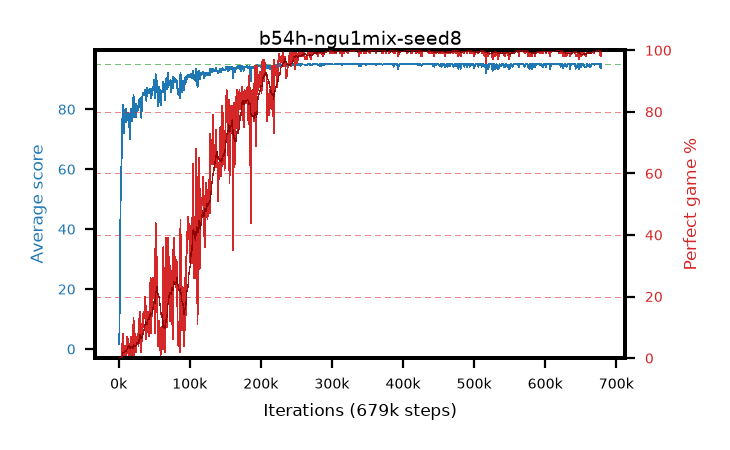 b54h-ngu1mix-seed8
100
80
80
60
60
40
40
20
20
0
0
Average score
Perfect game %
0k 100k 200k 300k 400k 500k 600k 700k
Iterations (679k steps)